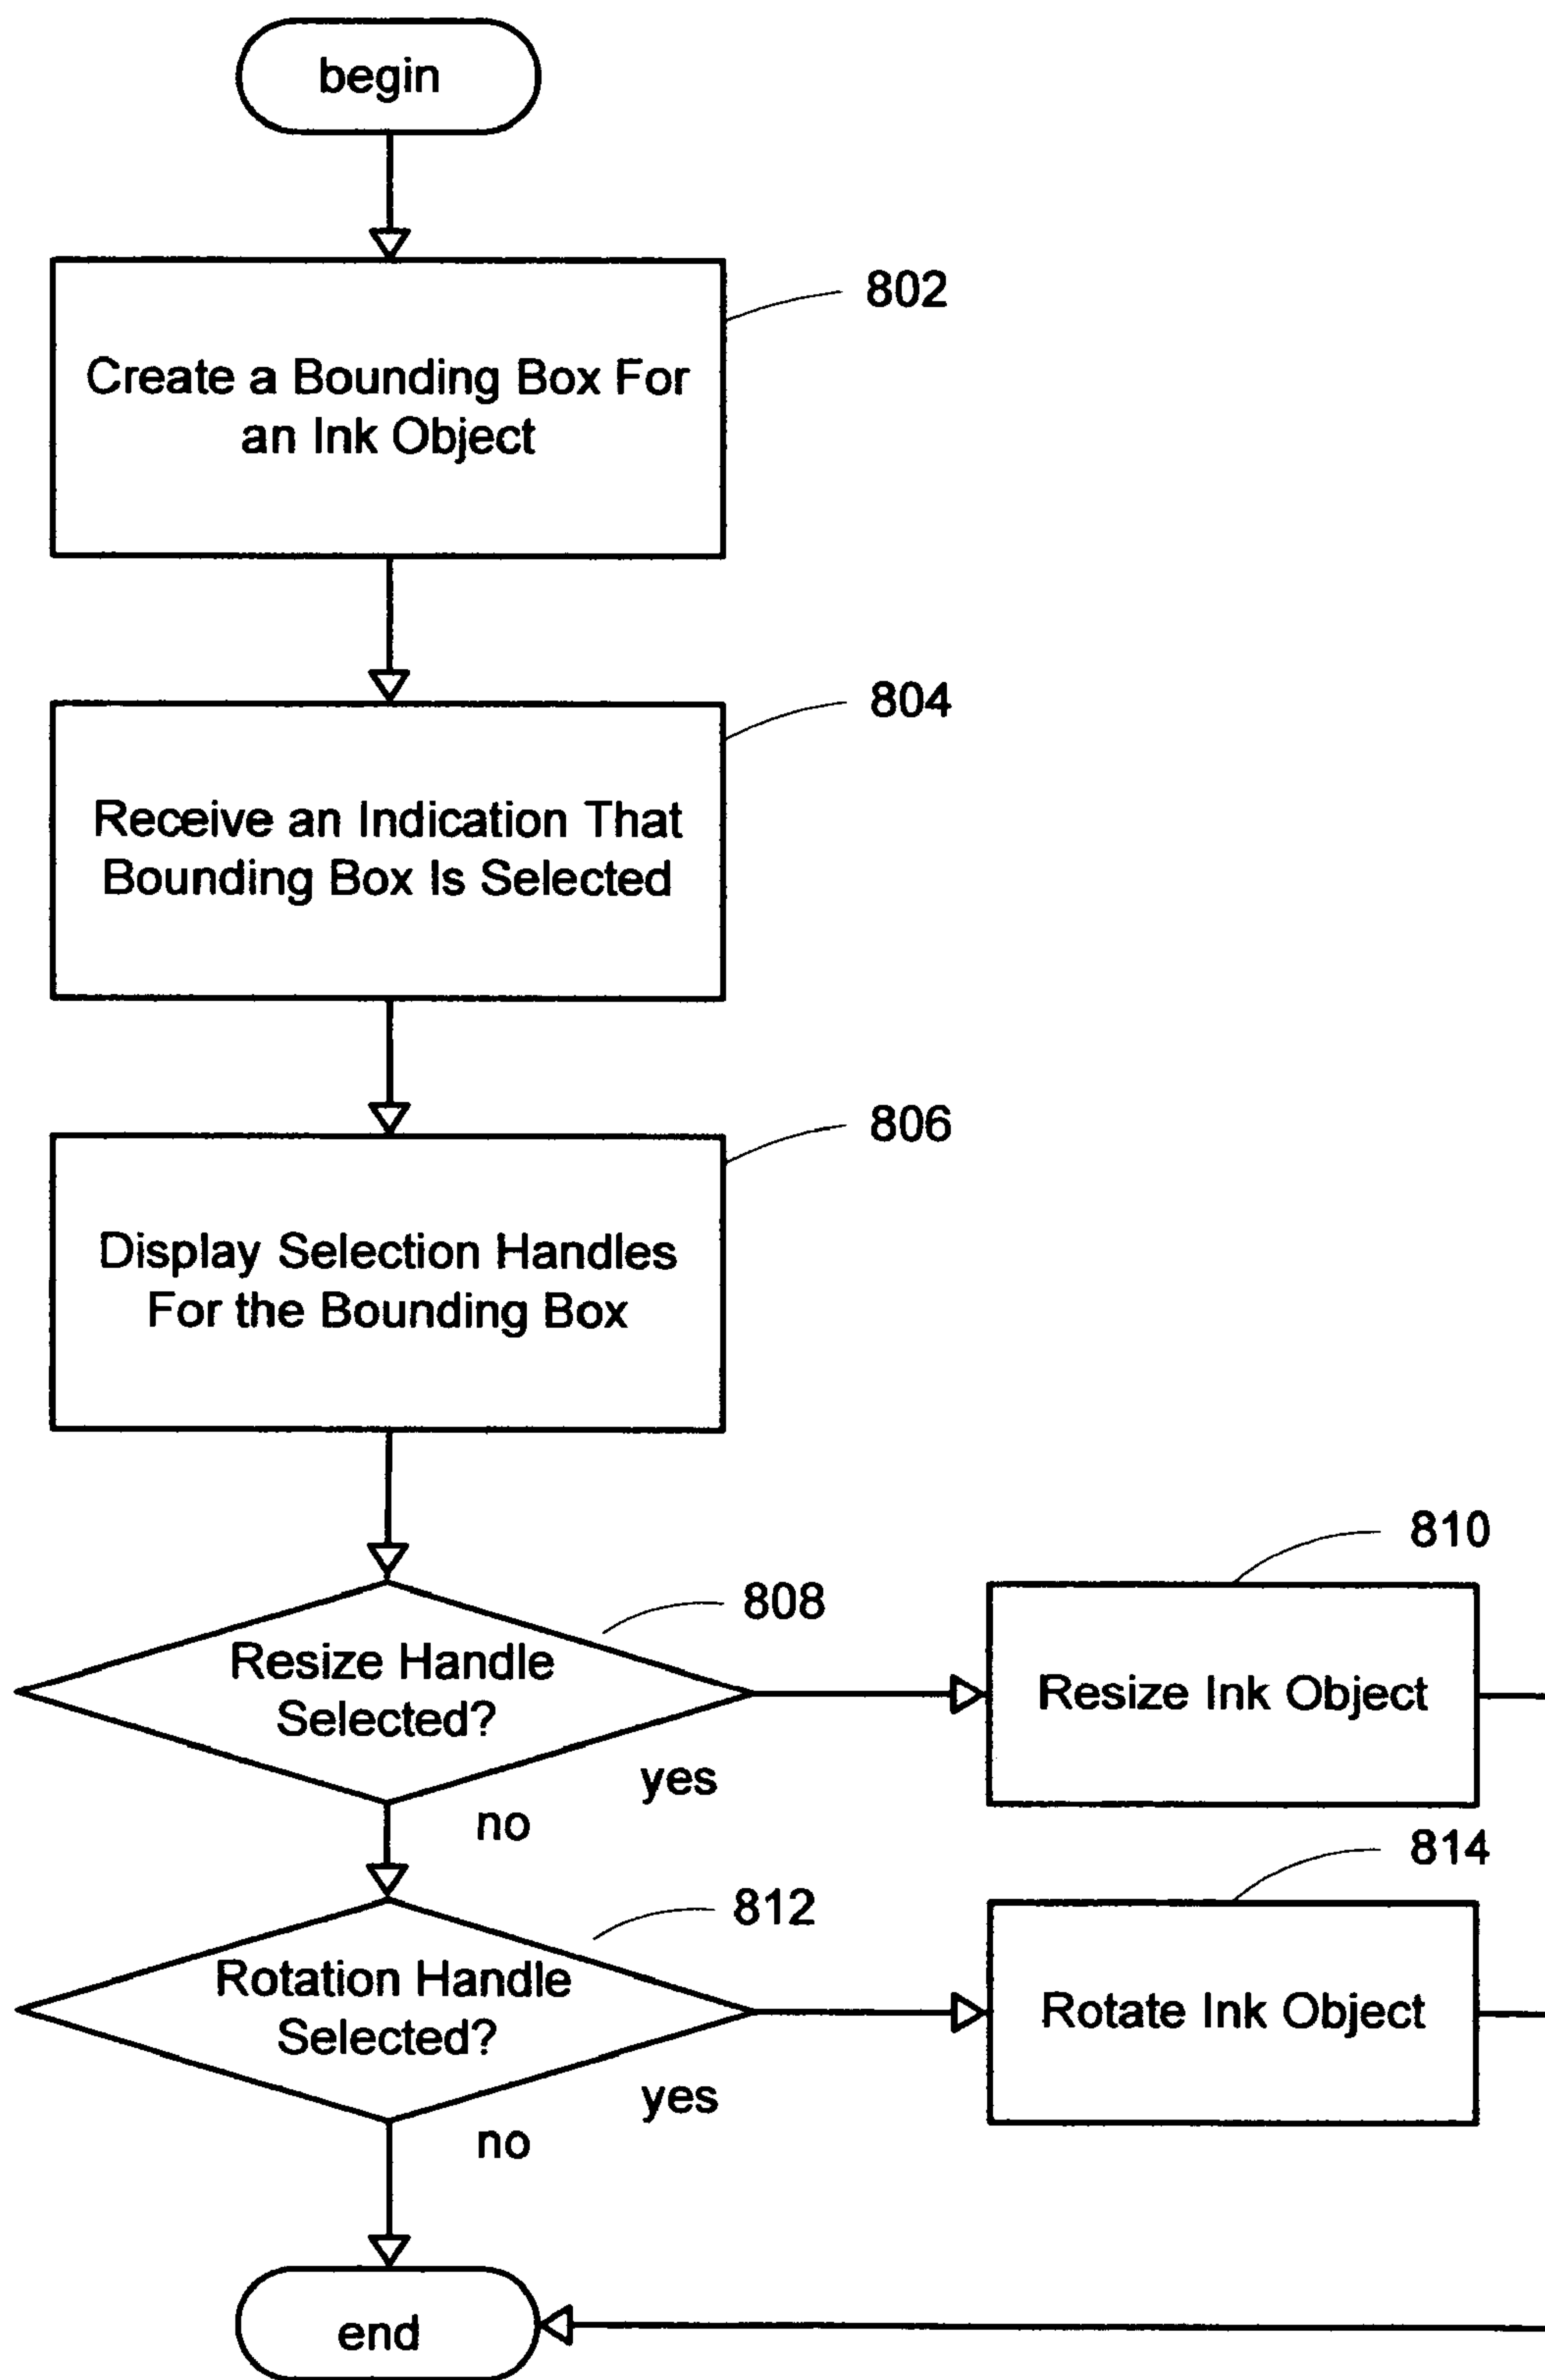 begin
802
Create a Bounding Box For
an Ink Object
804
Receive an Indication That
Bounding Box Is Selected
806
Display Selection Handles
For the Bounding Box
808
Resize Handle
Selected?
yes
no
810
Resize Ink Object
812
Rotation Handle
Selected?
yes
no
814
Rotate Ink Object
end